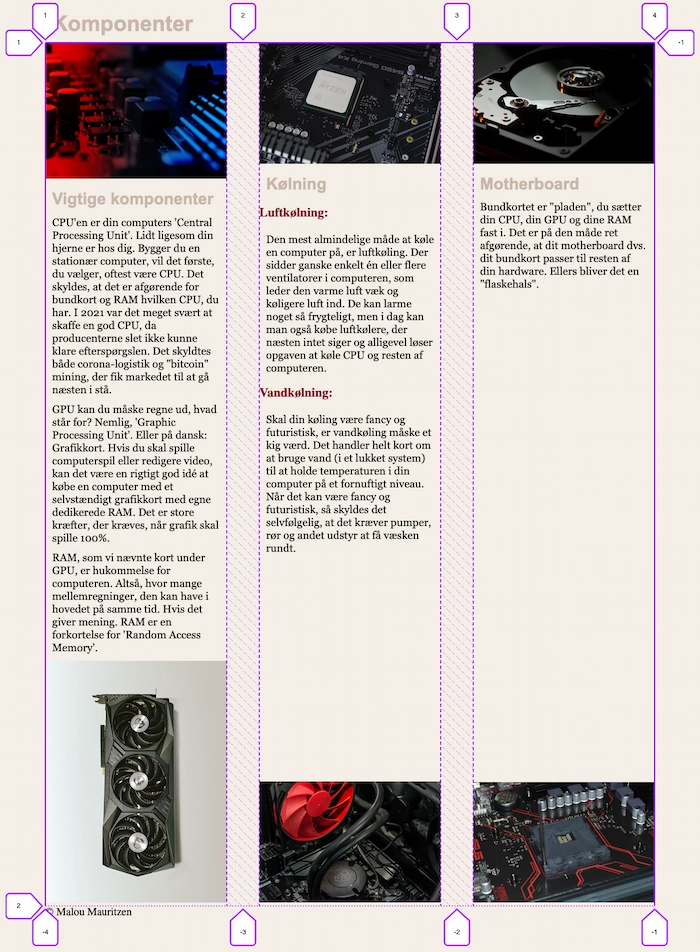 Komponenter
1
2
3
4
1
-1
RYZEN
B450 Gaming K4
Vigtige komponenter
CPU'en er din computers 'Central
Processing Unit'. Lidt ligesom din
hjerne er hos dig. Bygger du en
stationær computer, vil det første,
du vælger, oftest være CPU. Det
skyldes, at det er afgørende for
bundkort og RAM hvilken CPU, du
har. I 2021 var det meget svært at
skaffe en god CPU, da
producenterne slet ikke kunne
klare efterspørgslen. Det skyldtes
både corona-logistik og "bitcoin"
mining, der fik markedet til at gå
næsten i stå.
GPU kan du måske regne ud, hvad
står for? Nemlig, 'Graphic
Processing Unit'. Eller på dansk:
Grafikkort. Hvis du skal spille
computerspil eller redigere video,
kan det være en rigtigt god idé at
købe en computer med et
selvstændigt grafikkort med egne
dedikerede RAM. Det er store
kræfter, der kræves, når grafik skal
spille 100%.
RAM, som vi nævnte kort under
GPU, er hukommelse for
computeren. Altså, hvor mange
mellemregninger, den kan have i
hovedet på samme tid. Hvis det
giver mening. RAM er en
forkortelse for 'Random Access
Memory'.
Kølning
Luftkølning:
Den mest almindelige måde at køle
en computer på, er luftkøling. Der
sidder ganske enkelt én eller flere
ventilatorer i computeren, som
leder den varme luft væk og
køligere luft ind. De kan larme
noget så frygteligt, men i dag kan
man også købe luftkølere, der
næsten intet siger og alligevel løser
opgaven at køle CPU og resten af
computeren.
Vandkølning:
Skal din køling være fancy og
futuristisk, er vandkøling måske et
kig værd. Det handler helt kort om
at bruge vand (i et lukket system)
til at holde temperaturen i din
computer på et fornuftigt niveau.
Når det kan være fancy og
futuristisk, så skyldes det
selvfølgelig, at det kræver pumper,
rør og andet udstyr at få væsken
rundt.
Motherboard
Bundkortet er "pladen", du sætter
din CPU, din GPU og dine RAM
fast i. Det er på den måde ret
afgørende, at dit motherboard dvs.
dit bundkort passer til resten af
din hardware. Ellers bliver det en
"flaskehals".
2
© Malou Mauritzen
-4
-3
-2
-1